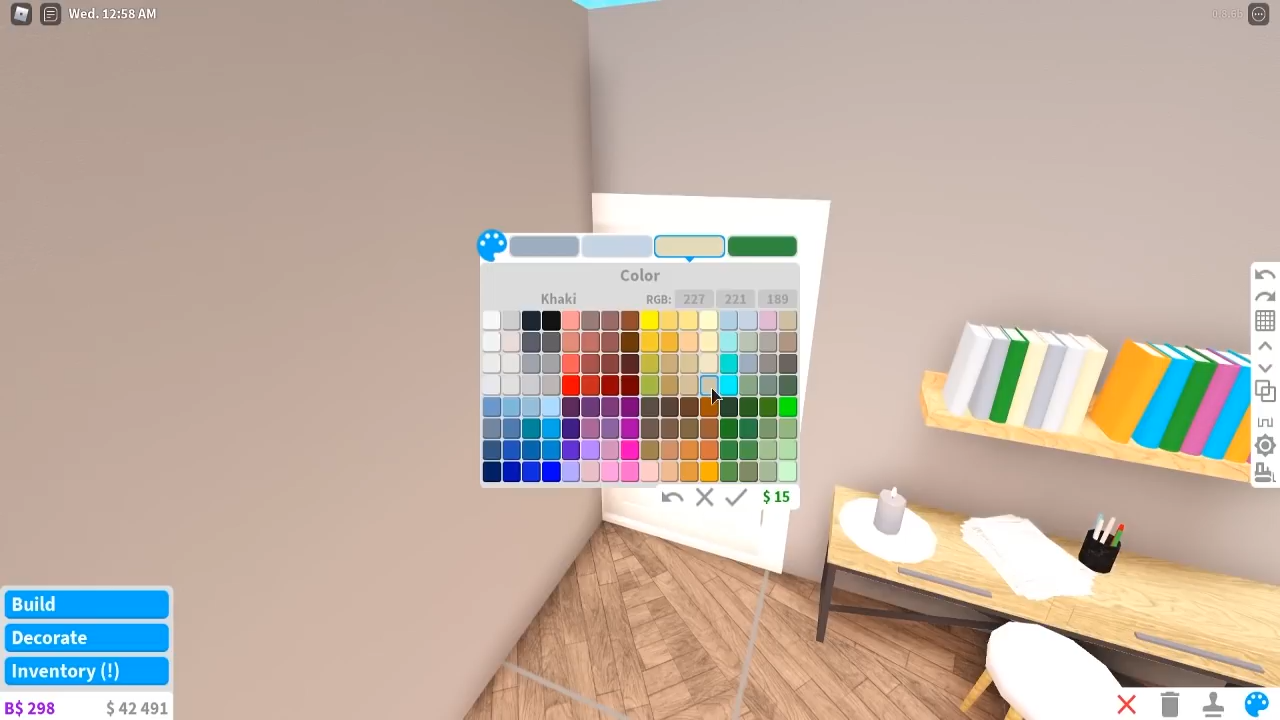 Wed. 12:58 AM
Color
Khaki RGB: 227 221 189
$ 15
Build
Decorate
Inventory (!)
B$ 298 $ 42 491